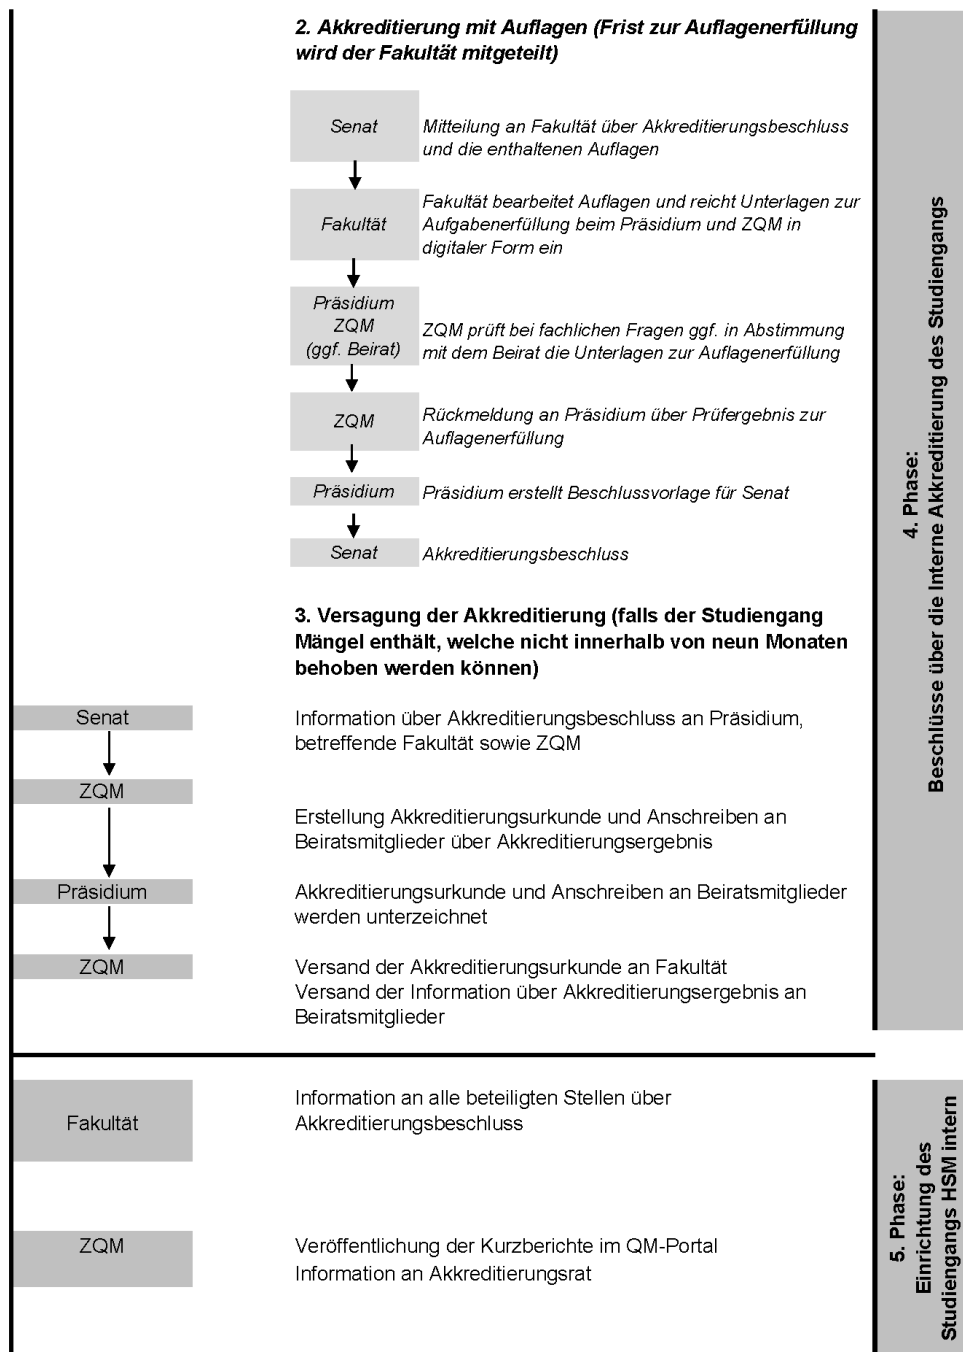 2. Akkreditierung mit Auflagen (Frist zur Auflagenerfüllung
wird der Fakultät mitgeteilt)
Senat
Mitteilung an Fakultät über Akkreditierungsbeschluss
und die enthaltenen Auflagen
Fakultät
Fakultät bearbeitet Auflagen und reicht Unterlagen zur
Aufgabenerfüllung beim Präsidium und ZQM in
digitaler Form ein
Präsidium
ZQM
(ggf. Beirat)
ZQM prüft bei fachlichen Fragen ggf. in Abstimmung
mit dem Beirat die Unterlagen zur Auflagenerfüllung
ZQM
Rückmeldung an Präsidium über Prüfergebnis zur
Auflagenerfüllung
Präsidium
Präsidium erstellt Beschlussvorlage für Senat
Senat
Akkreditierungsbeschluss
3. Versagung der Akkreditierung (falls der Studiengang
Mängel enthält, welche nicht innerhalb von neun Monaten
behoben werden können)
Senat
Information über Akkreditierungsbeschluss an Präsidium,
betreffende Fakultät sowie ZQM
ZQM
Erstellung Akkreditierungsurkunde und Anschreiben an
Beiratsmitglieder über Akkreditierungsergebnis
Präsidium
Akkreditierungsurkunde und Anschreiben an Beiratsmitglieder
werden unterzeichnet
ZQM
Versand der Akkreditierungsurkunde an Fakultät
Versand der Information über Akkreditierungsergebnis an
Beiratsmitglieder
4. Phase:
Beschlüsse über die Interne Akkreditierung des Studiengangs
Fakultät
Information an alle beteiligten Stellen über
Akkreditierungsbeschluss
ZQM
Veröffentlichung der Kurzberichte im QM-Portal
Information an Akkreditierungsrat
5. Phase:
Einrichtung des
Studiengangs HSM intern